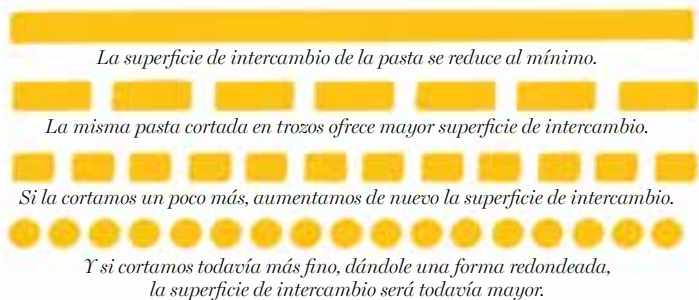 La superficie de intercambio de la pasta se reduce al mínimo.
La misma pasta cortada en trozos ofrece mayor superficie de intercambio.
Si la cortamos un poco más, aumentamos de nuevo la superficie de intercambio.
Y si cortamos todavía más fino, dándole una forma redondeada,
la superficie de intercambio será todavía mayor.